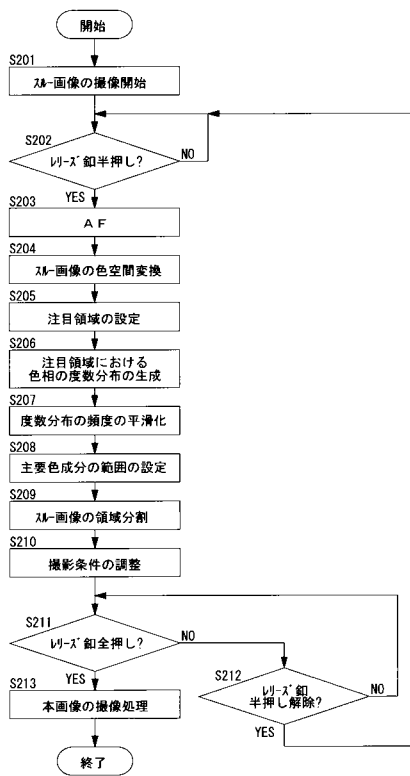 開始
S201
スルー画像の撮像開始
S202
レリーズ釦半押し?
NO
YES
S203
AF
S204
スルー画像の色空間変換
S205
注目領域の設定
S206
注目領域における
色相の度数分布の生成
S207
度数分布の頻度の平滑化
S208
主要色成分の範囲の設定
S209
スルー画像の領域分割
S210
撮影条件の調整
S211
レリーズ釦全押し?
NO
YES
S212
レリーズ釦
半押し解除?
NO
YES
S213
本画像の撮像処理
終了